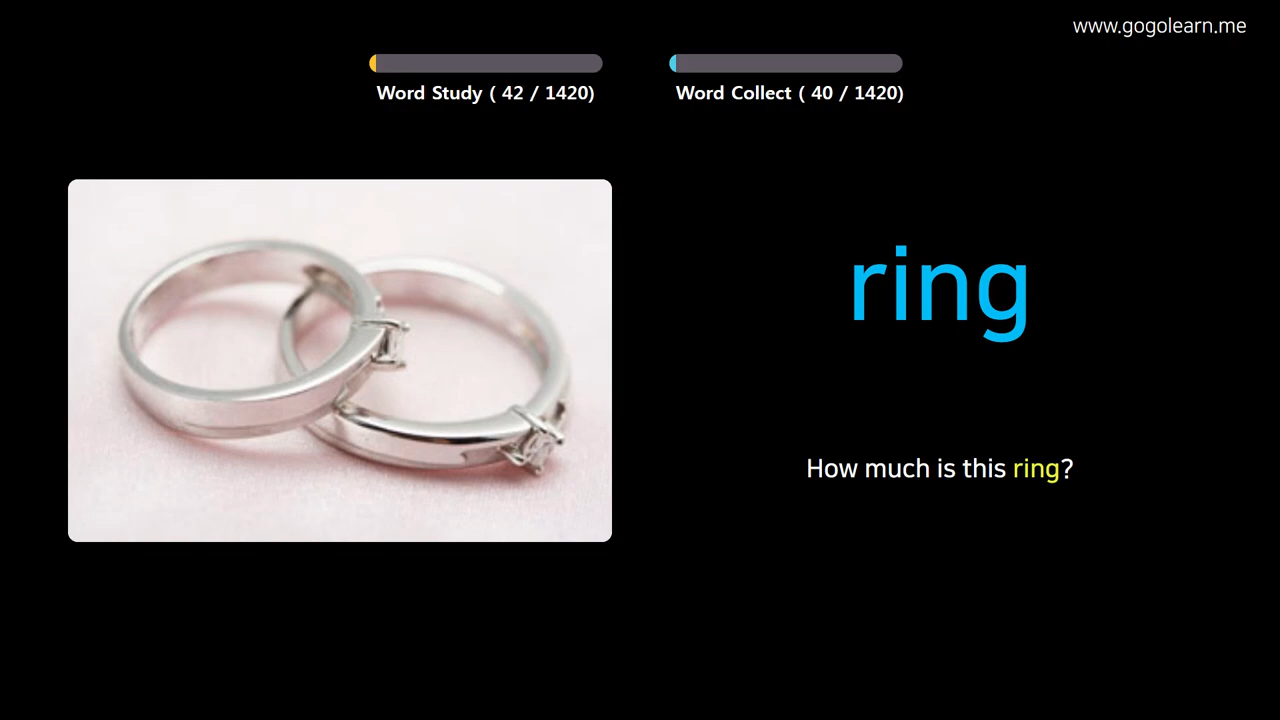 www.gogolearn.me
Word Study ( 42 / 1420)
Word Collect ( 40 / 1420)
ring
How much is this ring?